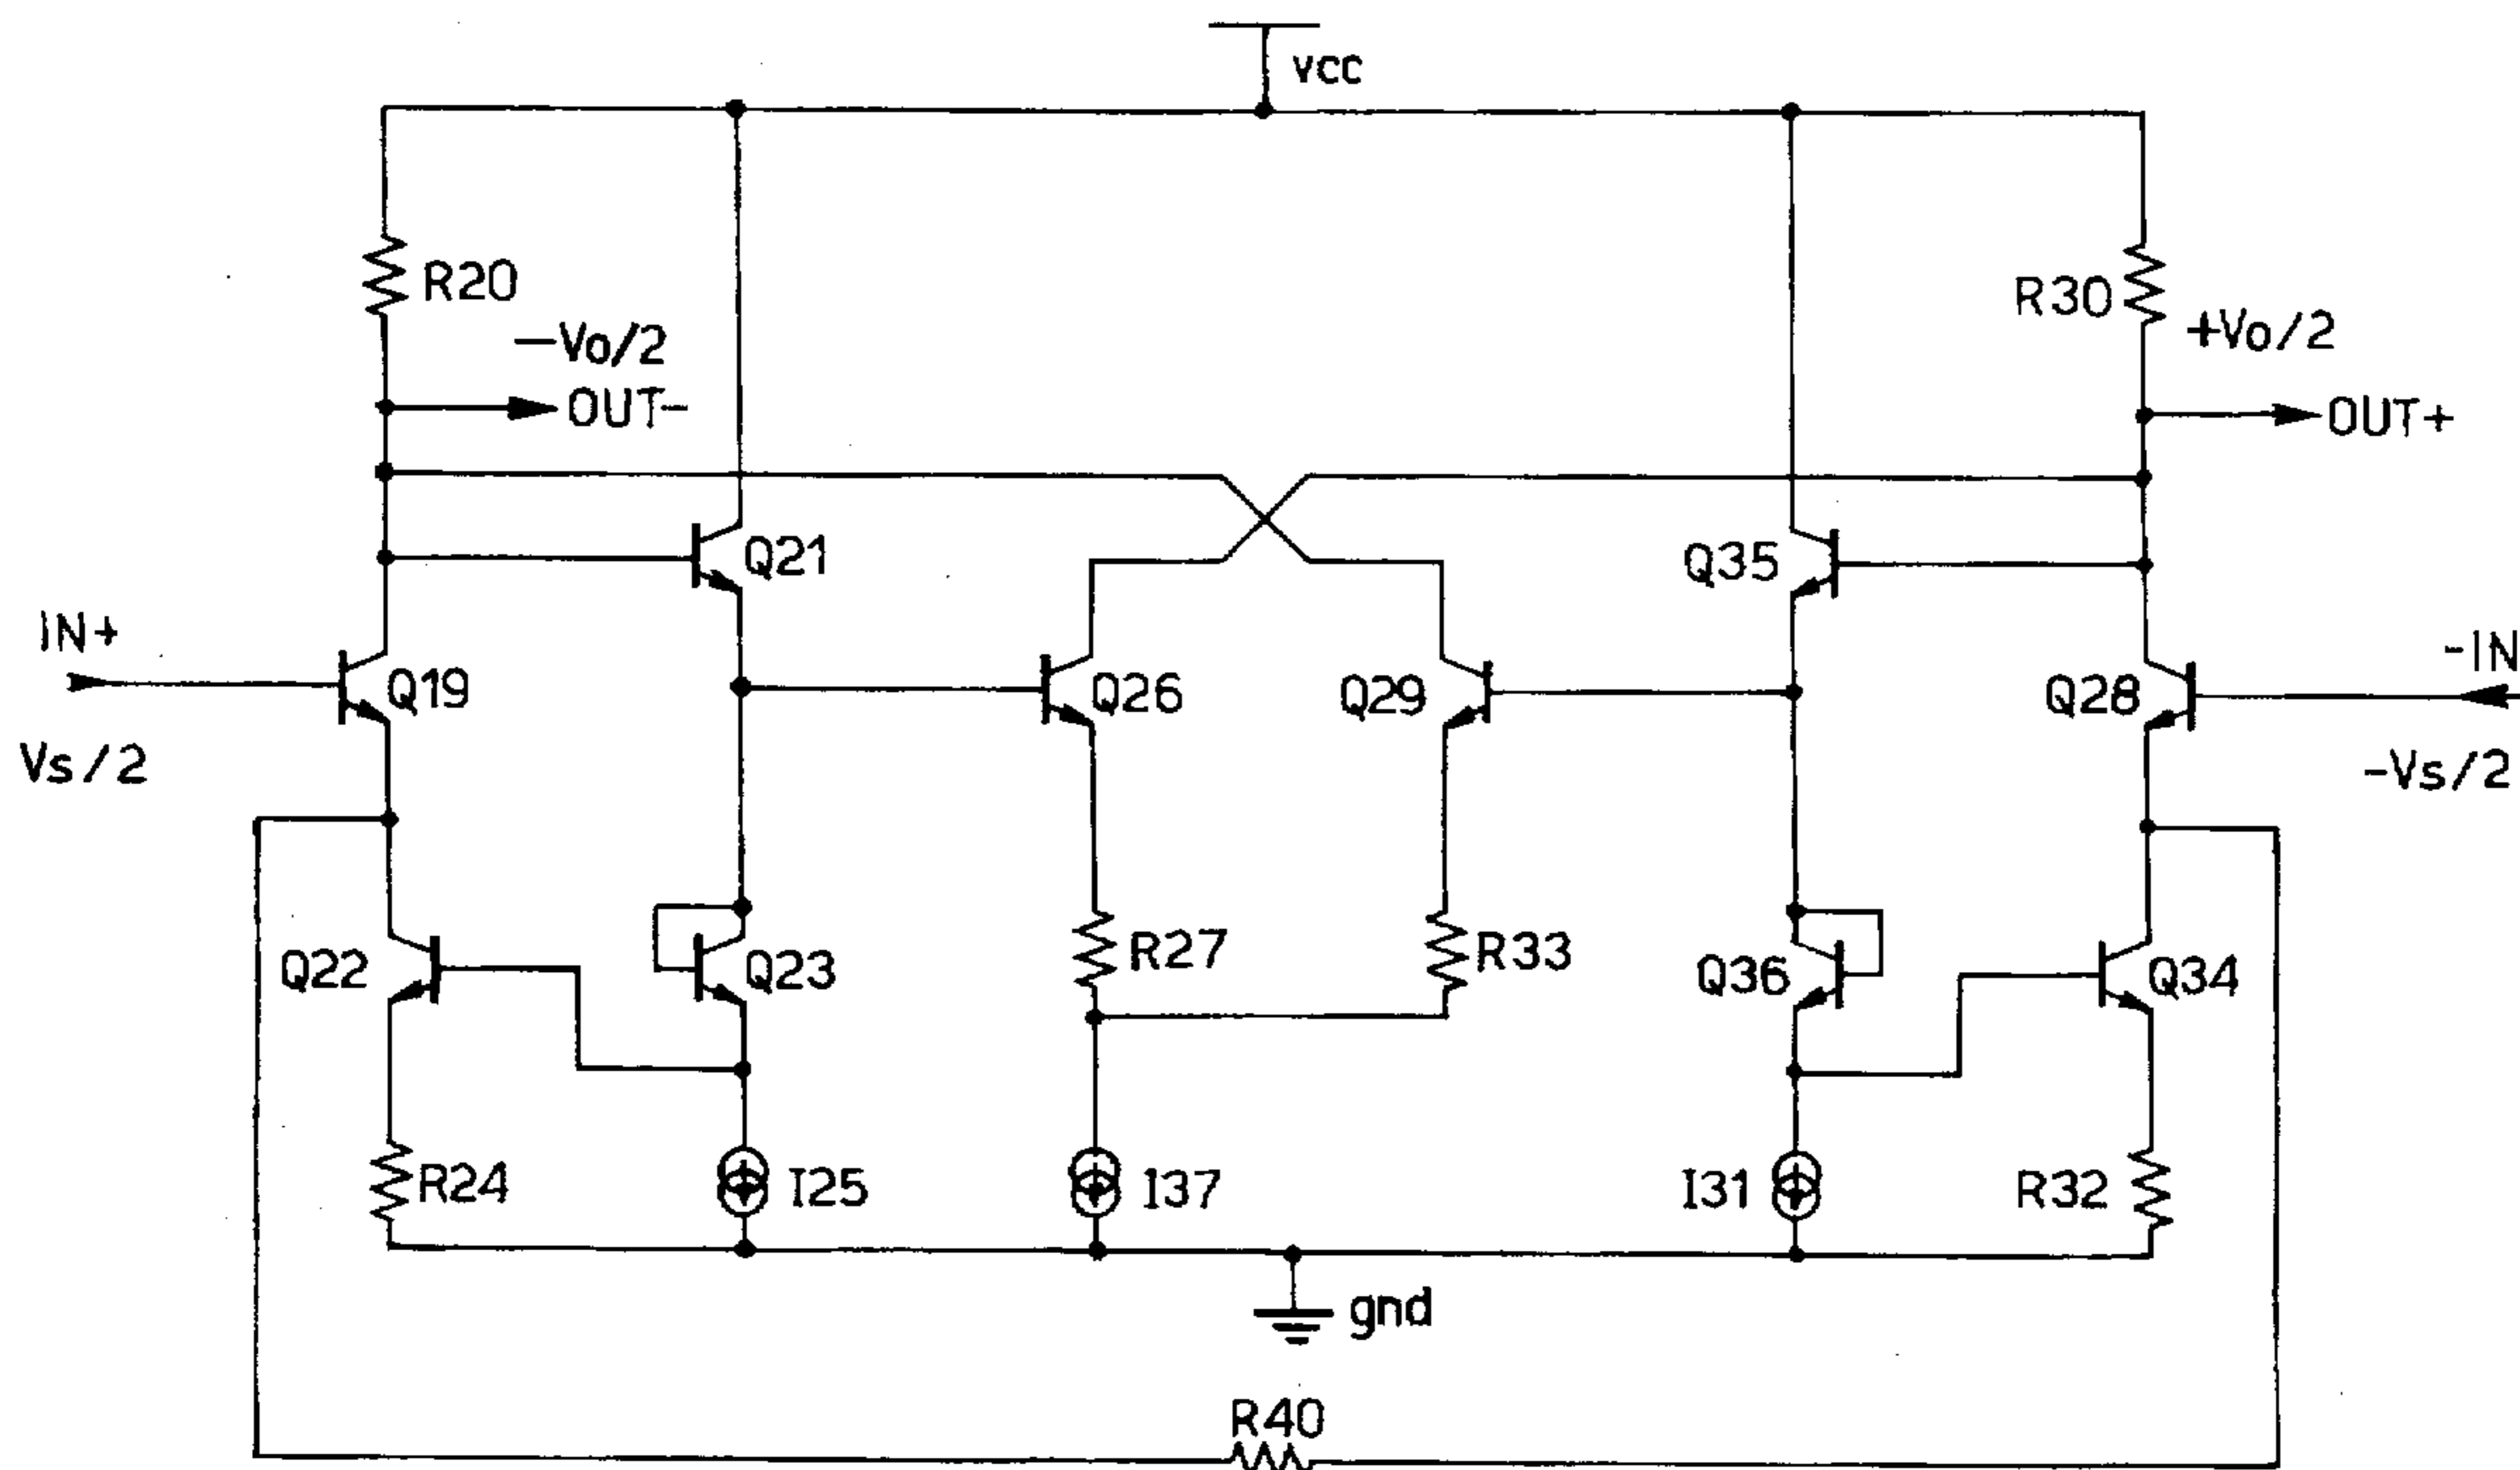 vcc
R20
R30
-Vo/2
+Vo/2
OUT-
OUT+
Q21
Q35
IN+
-IN
Q19
Q26
Q29
Q28
Vs/2
-Vs/2
Q22
Q23
R27
R33
Q36
Q34
R24
I25
I37
I31
R32
gnd
R40